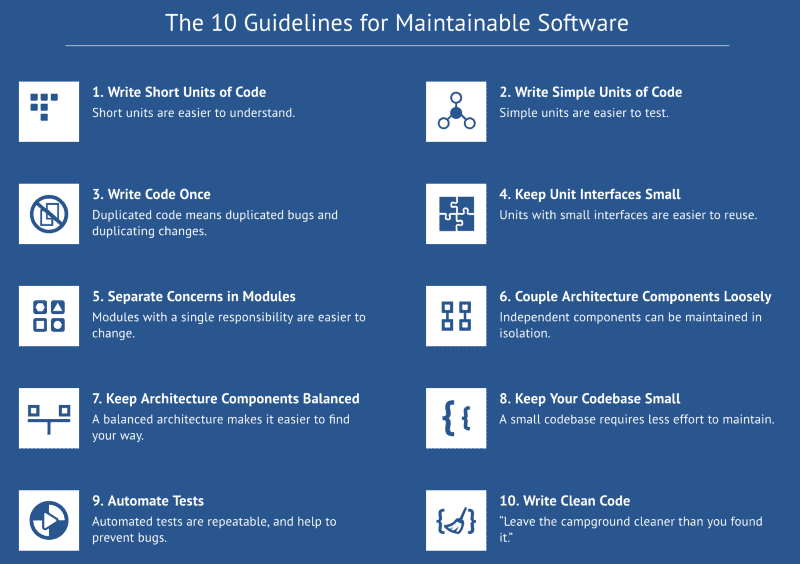 The 10 Guidelines for Maintainable Software
1. Write Short Units of Code
Short units are easier to understand.
2. Write Simple Units of Code
Simple units are easier to test.
3. Write Code Once
Duplicated code means duplicated bugs and
duplicating changes.
4. Keep Unit Interfaces Small
Units with small interfaces are easier to reuse.
5. Separate Concerns in Modules
Modules with a single responsibility are easier to
change.
6. Couple Architecture Components Loosely
Independent components can be maintained in
isolation.
7. Keep Architecture Components Balanced
A balanced architecture makes it easier to find
your way.
8. Keep Your Codebase Small
A small codebase requires less effort to maintain.
9. Automate Tests
Automated tests are repeatable, and help to
prevent bugs.
10. Write Clean Code
“Leave the campground cleaner than you found
it.”